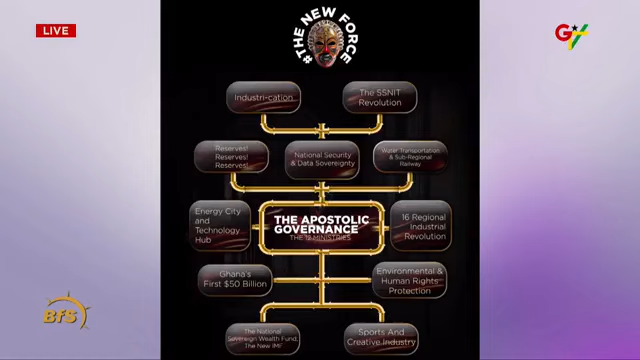 LIVE
#THE NEW FORCE
G
Industri-cation
The SSNIT
Revolution
Reserves!
Reserves!
Reserves!
National Security
& Data Sovereignty
Water Transportation
& Sub-Regional
Railway
Energy City
and
Technology
Hub
THE APOSTOLIC
GOVERNANCE
THE 12 MINISTRIES
16 Regional
Industrial
Revolution
Ghana's
First $50 Billion
Environmental &
Human Rights
Protection
BFS
The National
Sovereign Wealth Fund;
The New IMF
Sports And
Creative Industry